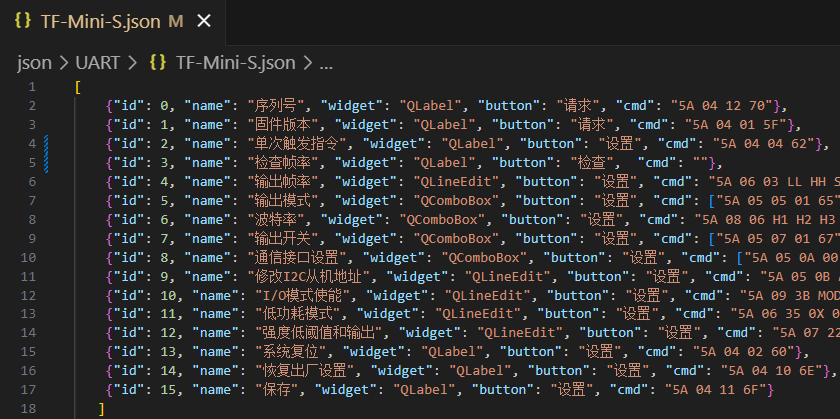 {} TF-Mini-S.json M ×
json > UART > {} TF-Mini-S.json > ...
1 [
2 {"id": 0, "name": "序列号", "widget": "QLabel", "button": "请求", "cmd": "5A 04 12 70"},
3 {"id": 1, "name": "固件版本", "widget": "QLabel", "button": "请求", "cmd": "5A 04 01 5F"},
4 {"id": 2, "name": "单次触发指令", "widget": "QLabel", "button": "设置", "cmd": "5A 04 04 62"},
5 {"id": 3, "name": "检查帧率", "widget": "QLabel", "button": "检查", "cmd": ""},
6 {"id": 4, "name": "输出帧率", "widget": "QLineEdit", "button": "设置", "cmd": "5A 06 03 LL HH S
7 {"id": 5, "name": "输出模式", "widget": "QComboBox", "button": "设置", "cmd": ["5A 05 05 01 65"
8 {"id": 6, "name": "波特率", "widget": "QComboBox", "button": "设置", "cmd": "5A 08 06 H1 H2 H3
9 {"id": 7, "name": "输出开关", "widget": "QComboBox", "button": "设置", "cmd": ["5A 05 07 01 67"
10 {"id": 8, "name": "通信接口设置", "widget": "QComboBox", "button": "设置", "cmd": ["5A 05 0A 00
11 {"id": 9, "name": "修改I2C从机地址", "widget": "QLineEdit", "button": "设置", "cmd": "5A 05 0B
12 {"id": 10, "name": "I/O模式使能", "widget": "QLineEdit", "button": "设置", "cmd": "5A 09 3B MOD
13 {"id": 11, "name": "低功耗模式", "widget": "QLineEdit", "button": "设置", "cmd": "5A 06 35 0X 0
14 {"id": 12, "name": "强度低阈值和输出", "widget": "QLineEdit", "button": "设置", "cmd": "5A 07 22
15 {"id": 13, "name": "系统复位", "widget": "QLabel", "button": "设置", "cmd": "5A 04 02 60"},
16 {"id": 14, "name": "恢复出厂设置", "widget": "QLabel", "button": "设置", "cmd": "5A 04 10 6E"},
17 {"id": 15, "name": "保存", "widget": "QLabel", "button": "设置", "cmd": "5A 04 11 6F"}
18 ]